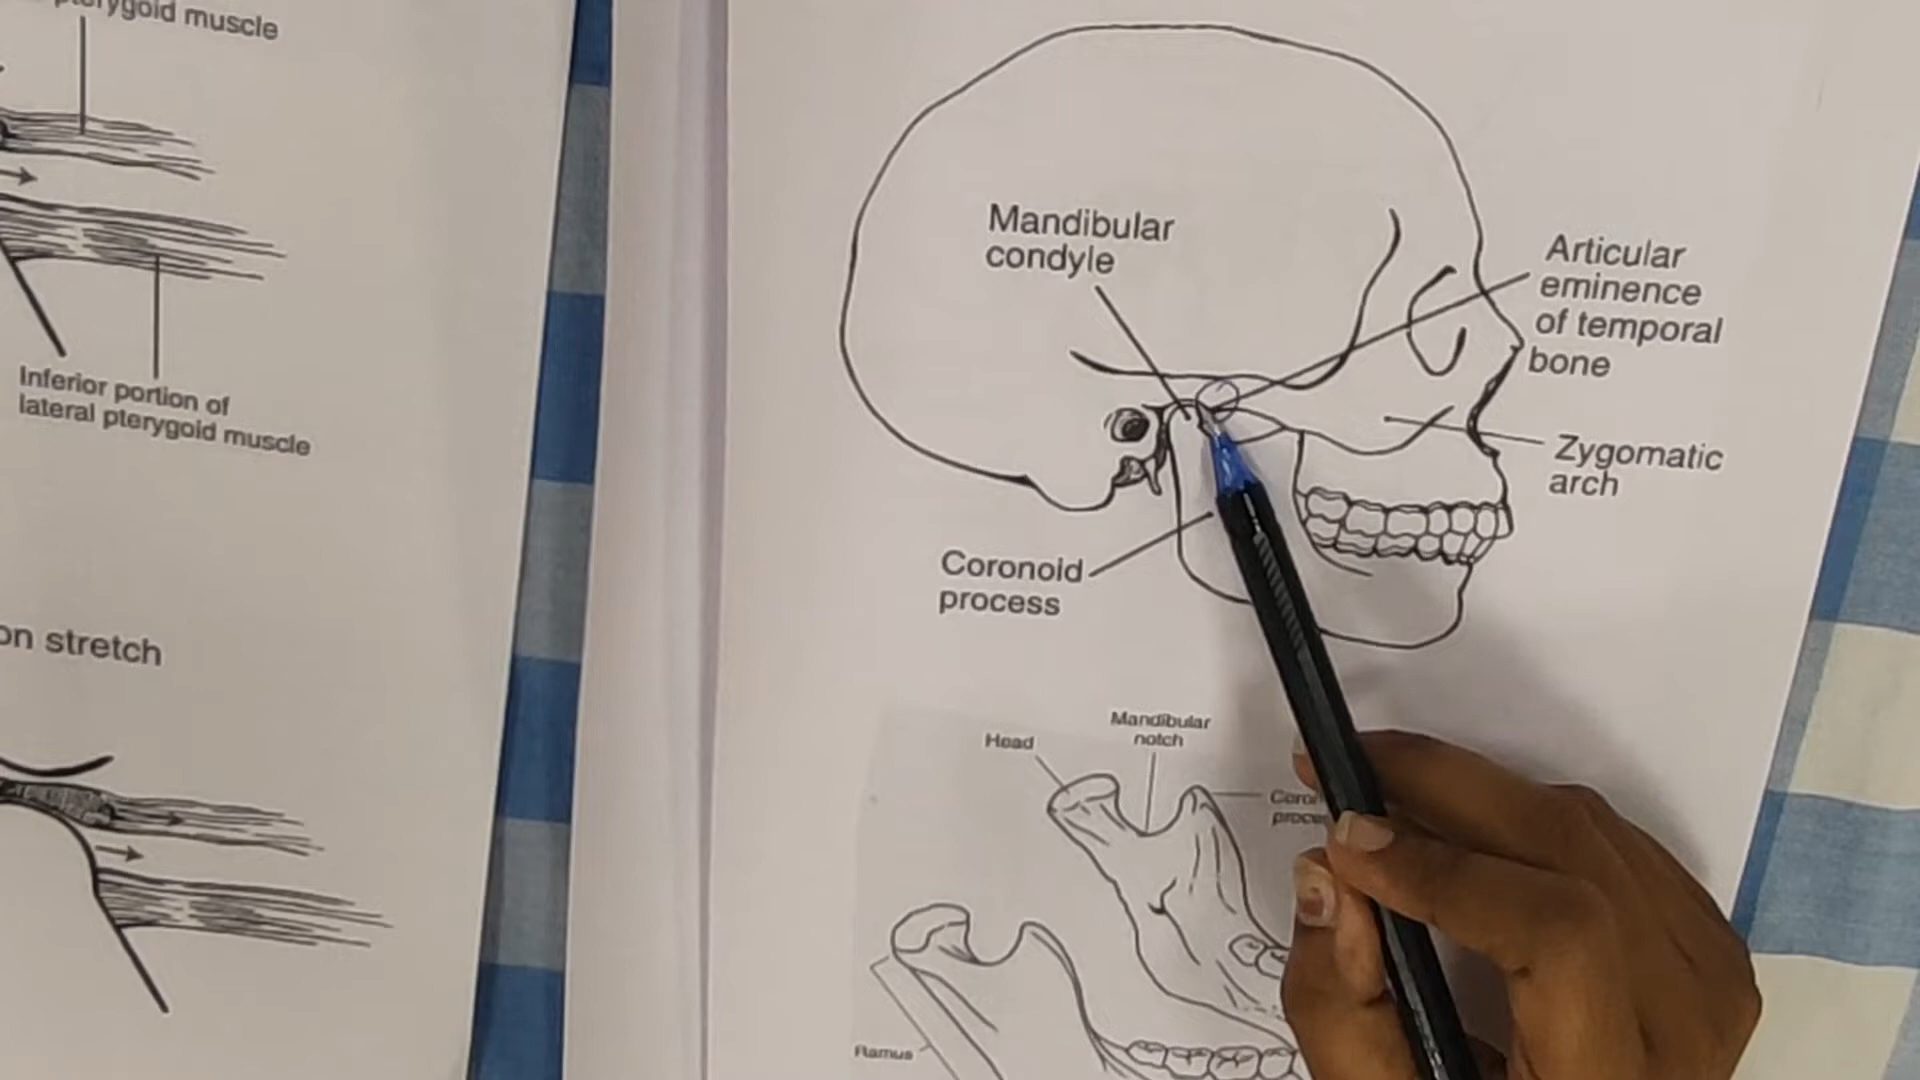 pterygoid muscle
Inferior portion of
lateral pterygoid muscle
on stretch
Mandibular
condyle
Articular
eminence
of temporal
bone
Zygomatic
arch
Coronoid
process
Mandibular
notch
Head
Ramus